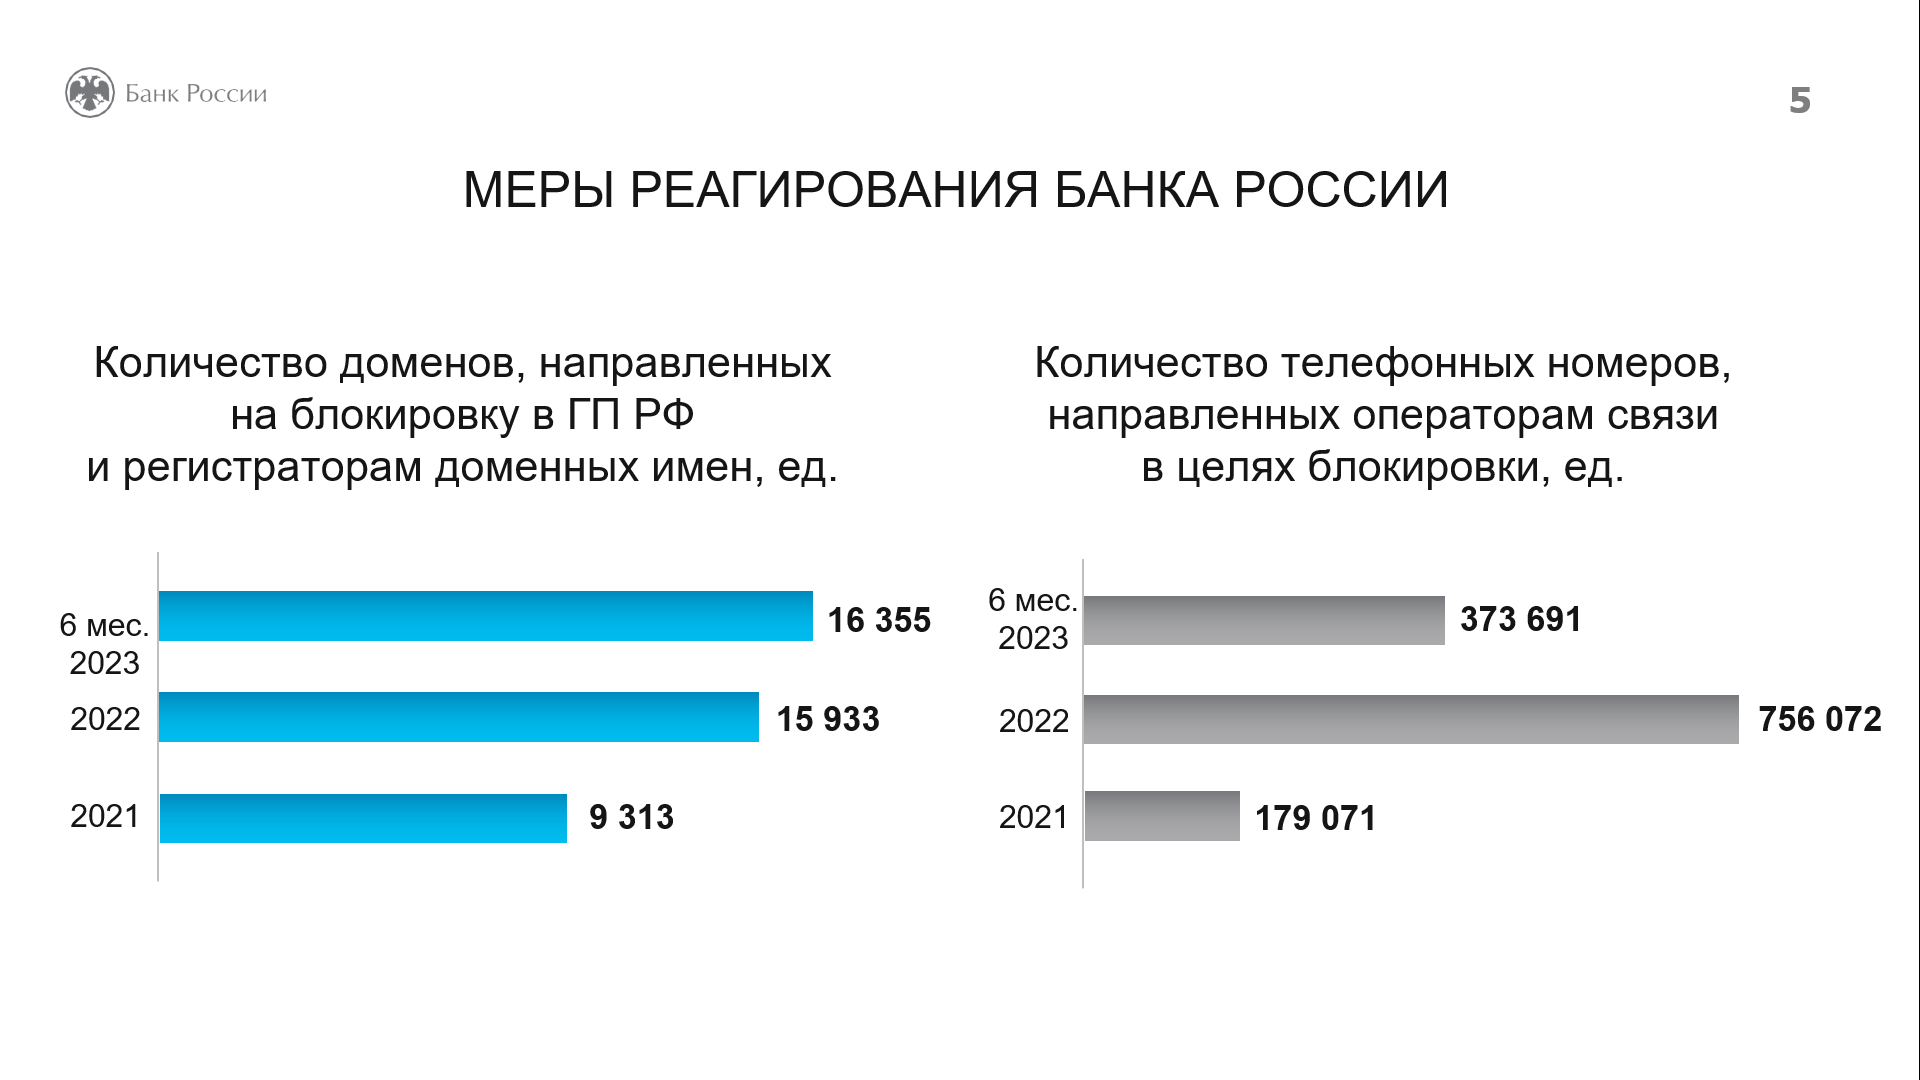 Банк России
5
МЕРЫ РЕАГИРОВАНИЯ БАНКА РОССИИ
Количество доменов, направленных
на блокировку в ГП РФ
и регистраторам доменных имен, ед.
6 мес.
2023
16 355
2022
15 933
2021
9 313
Количество телефонных номеров,
направленных операторам связи
в целях блокировки, ед.
6 мес.
2023
373 691
2022
756 072
2021
179 071